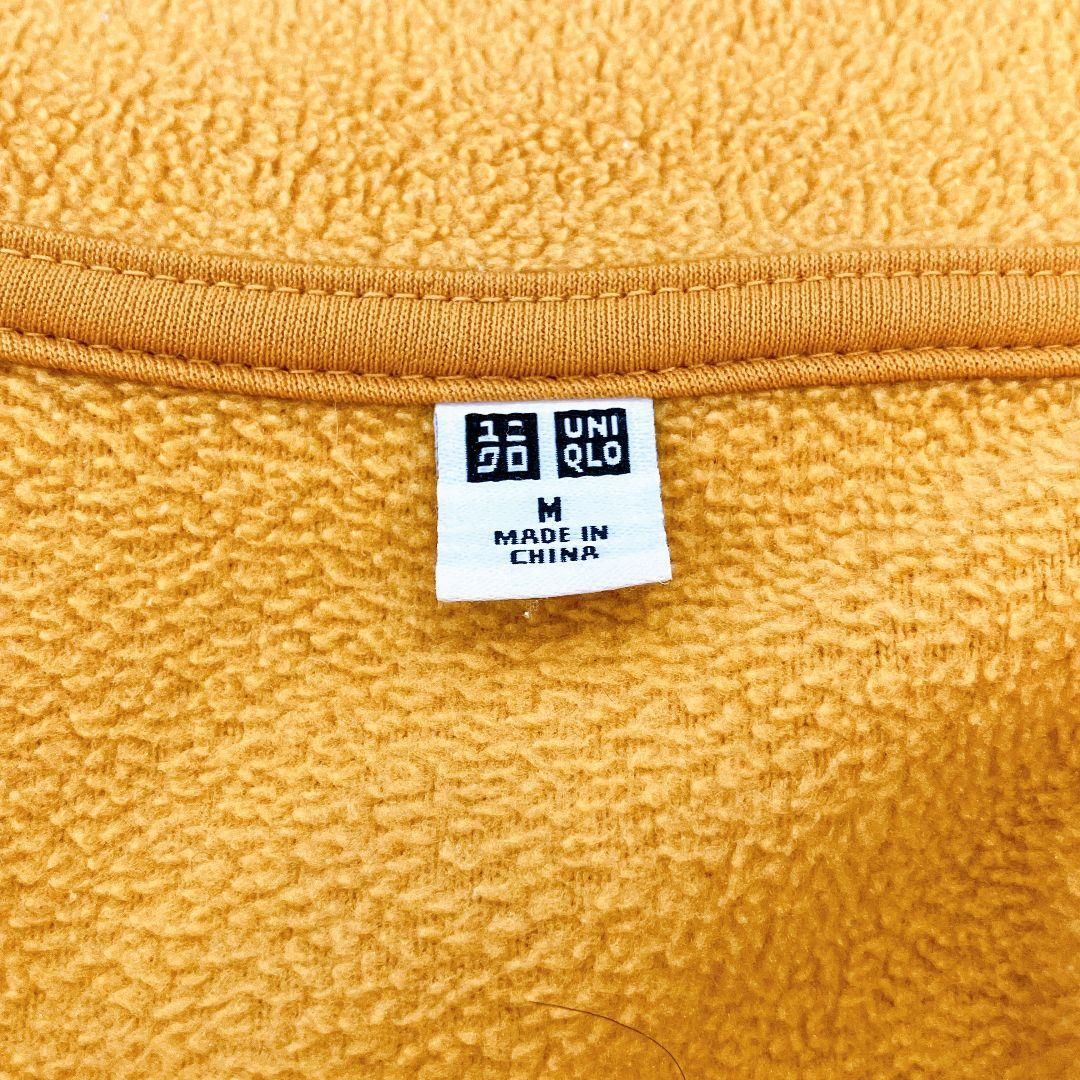 ユニ UNI
クロ QLO
M
MADE IN
CHINA